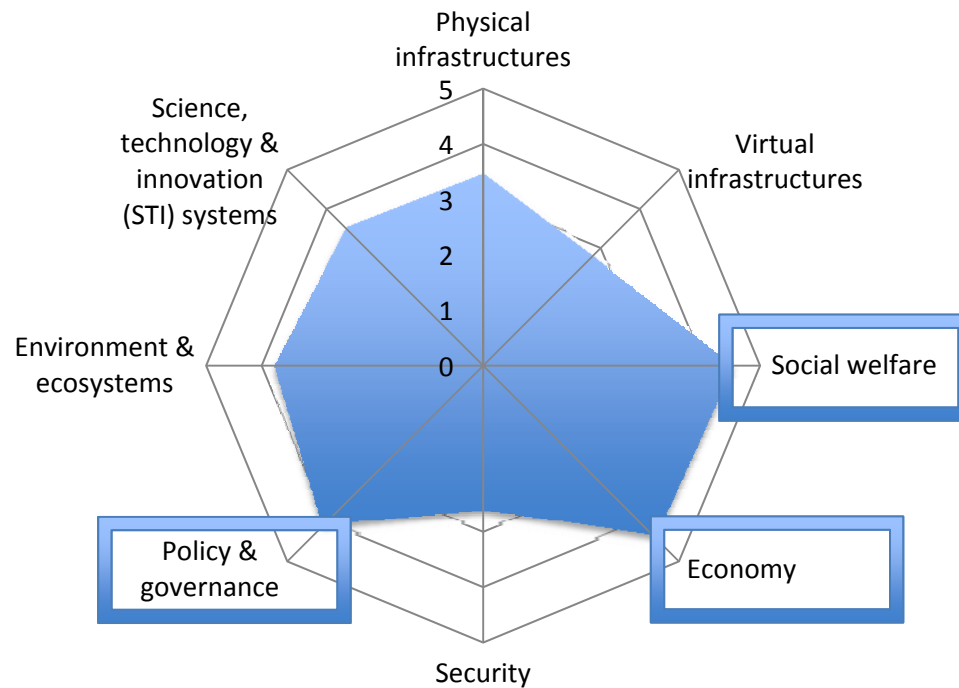 Physical
infrastructures
5
Science,
technology &
innovation
(STI) systems
4
Virtual
infrastructures
3
2
1
Environment &
ecosystems
0
Social welfare
Policy &
governance
Economy
Security